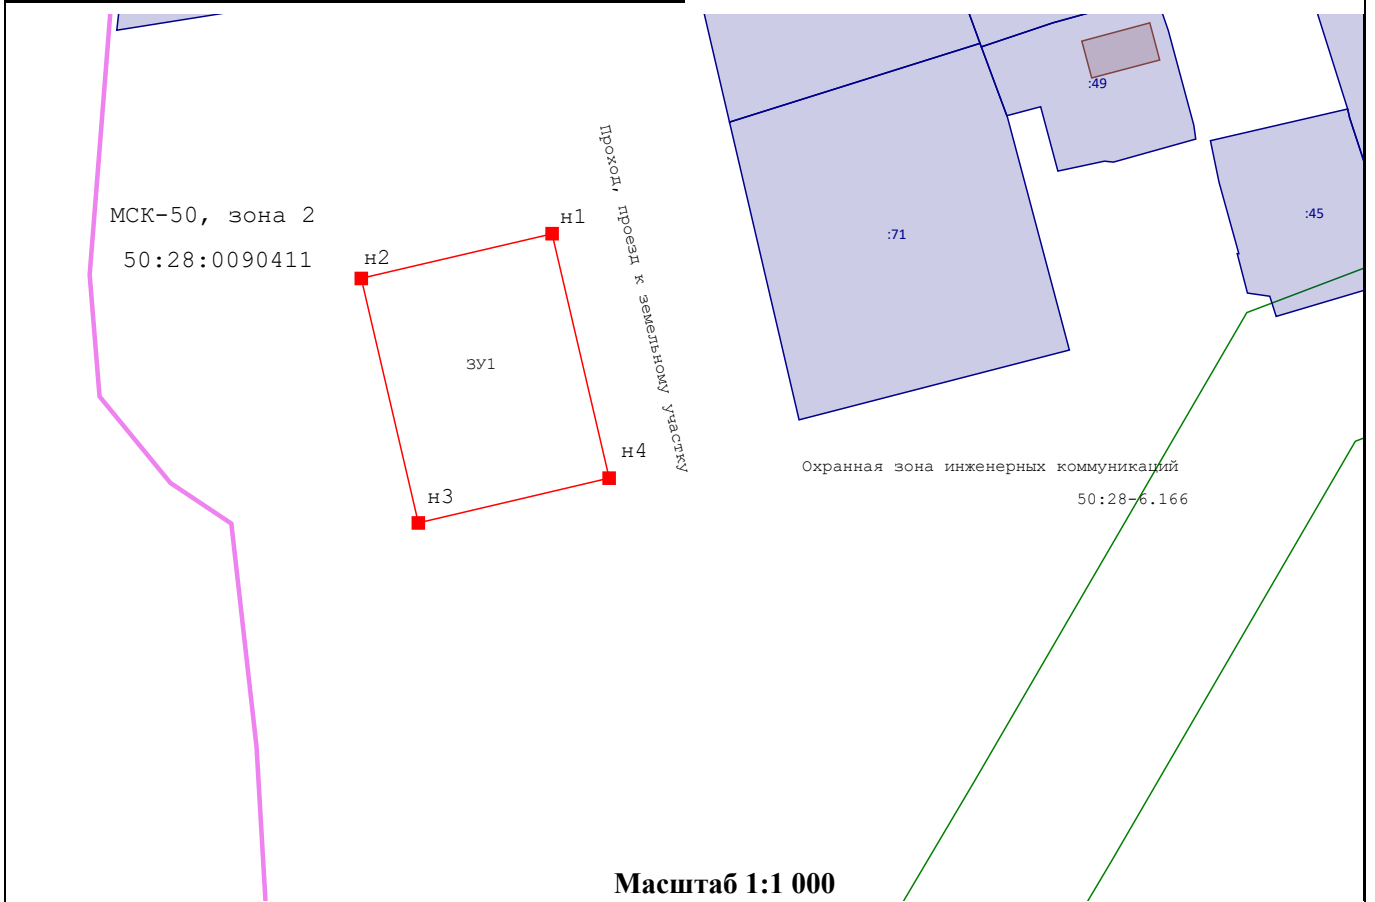 :49
Проход, проезд к земельному участку
МСК-50, зона 2
50:28:0090411
н1
н2
:71
:45
ЗУ1
н4
н3
Охранная зона инженерных коммуникаций
50:28-6.166
Масштаб 1:1 000